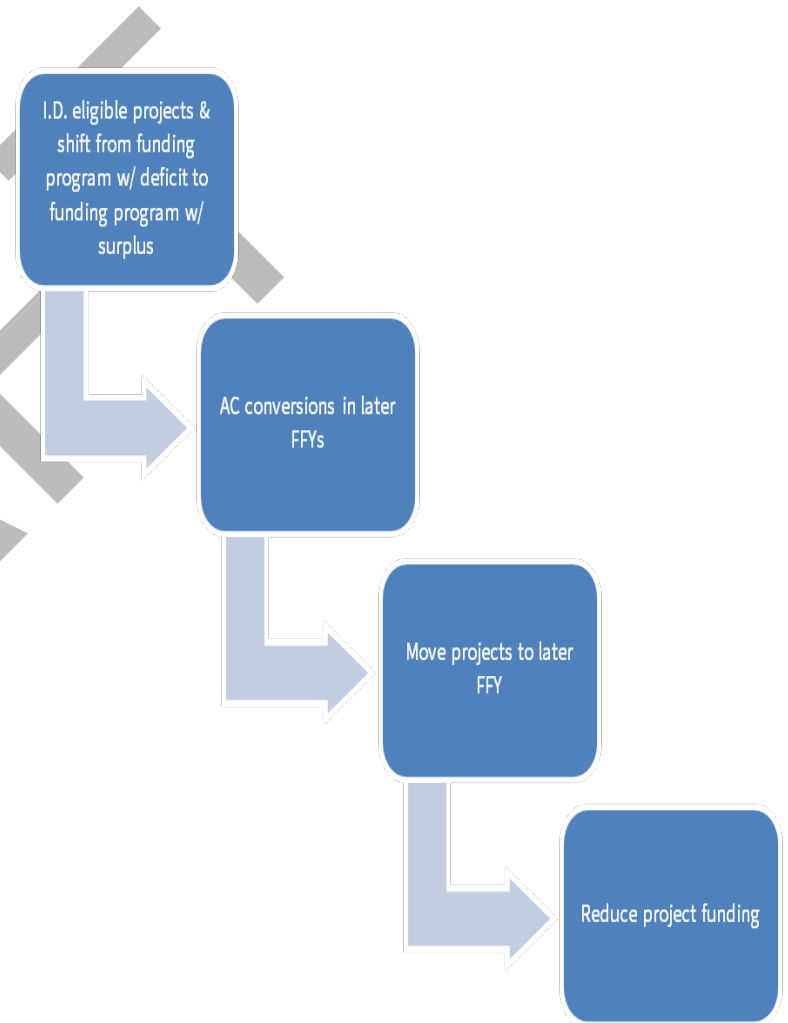 I.D. eligible projects &
shift from funding
program w/ deficit to
funding program w/
surplus
AC conversions in later
FFYs
Move projects to later
FFY
Reduce project funding